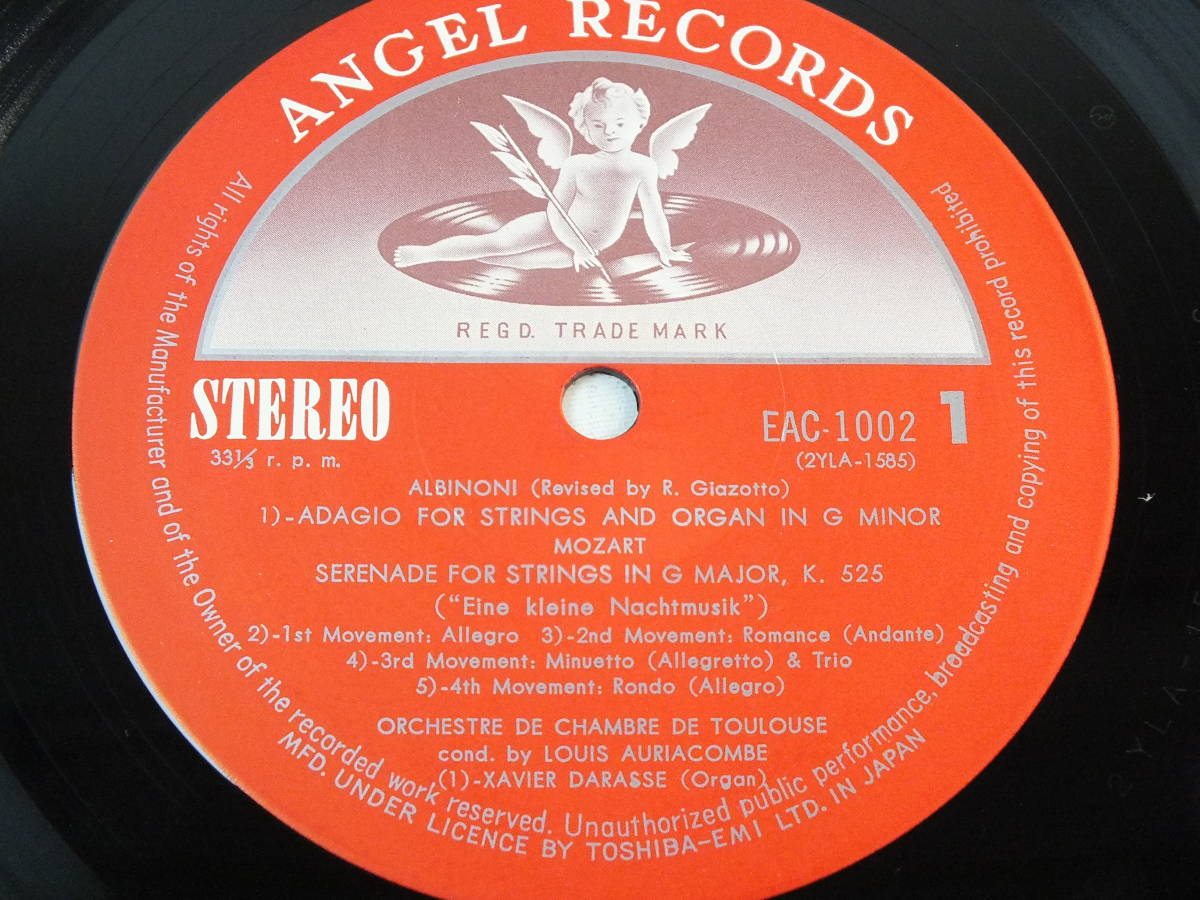 ANGEL RECORDS
REGD. TRADE MARK
STEREO
33⅓ r. p. m.
EAC-1002 1
(2YLA-1585)
ALBINONI (Revised by R. Giazotto)
1)-ADAGIO FOR STRINGS AND ORGAN IN G MINOR
MOZART
SERENADE FOR STRINGS IN G MAJOR, K. 525
("Eine kleine Nachtmusik")
2)-1st Movement: Allegro 3)-2nd Movement: Romance (Andante)
4)-3rd Movement: Minuetto (Allegretto) & Trio
5)-4th Movement: Rondo (Allegro)
ORCHESTRE DE CHAMBRE DE TOULOUSE
cond. by LOUIS AURIACOMBE
(1)-XAVIER DARASSE (Organ)
All rights of the Manufacturer and of the Owner of the recorded work reserved. Unauthorized public performance, broadcasting and copying of this record prohibited
MFD. UNDER LICENCE BY TOSHIBA-EMI LTD. IN JAPAN